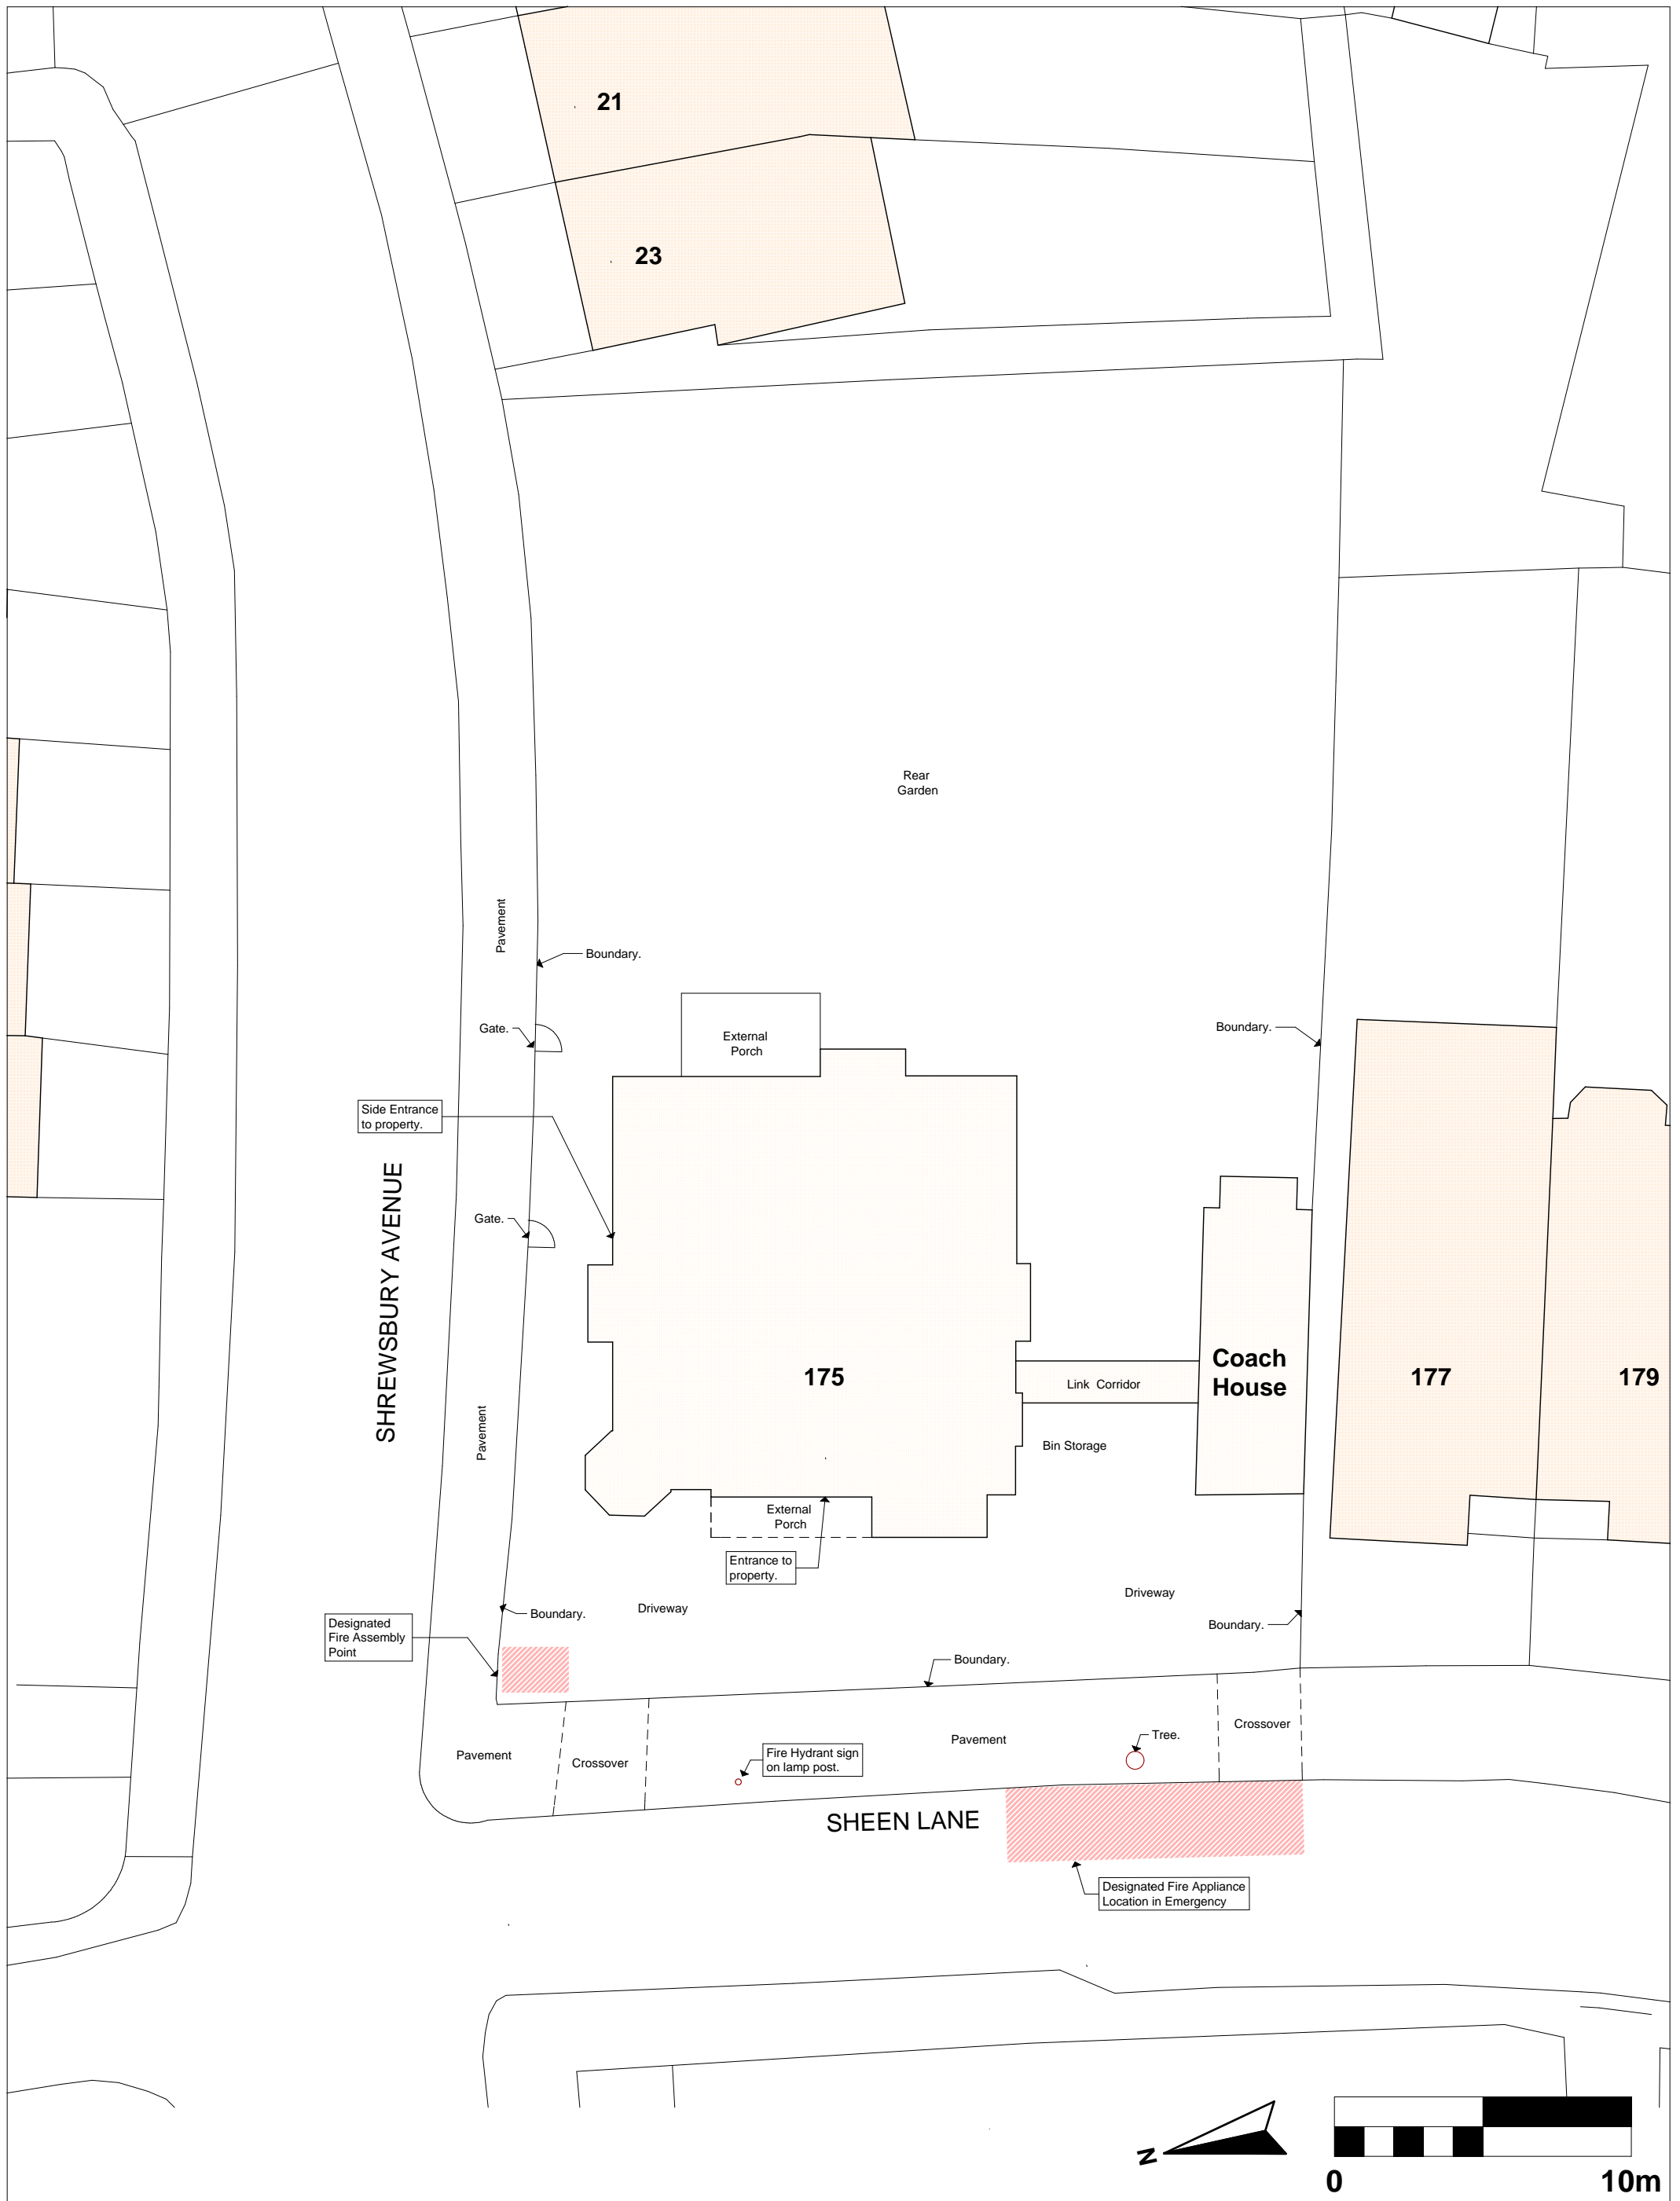 21
23
Rear
Garden
Pavement
Boundary.
Gate.
External
Porch
Boundary.
Side Entrance
to property.
SHREWSBURY AVENUE
Gate.
175
Link Corridor
Coach
House
177
179
Pavement
Bin Storage
External
Porch
Entrance to
property.
Driveway
Driveway
Boundary.
Designated
Fire Assembly
Point
Boundary.
Boundary.
Pavement
Crossover
Fire Hydrant sign
on lamp post.
Pavement
Tree.
Crossover
SHEEN LANE
Designated Fire Appliance
Location in Emergency
N
0
10m